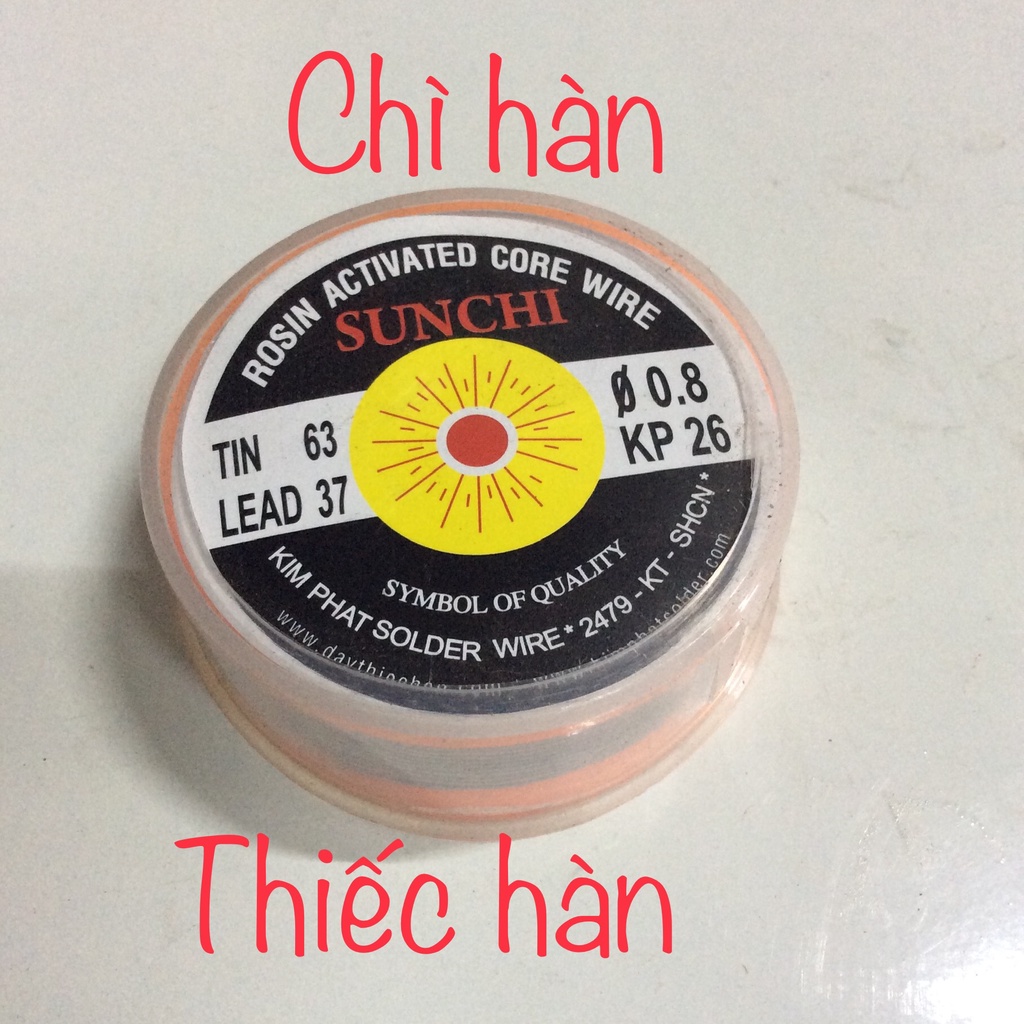 Chì hàn
ROSIN ACTIVATED CORE WIRE
SUNCHI
TIN 63
LEAD 37
Ø 0.8
KP 26
SYMBOL OF QUALITY
KIM PHAT SOLDER WIRE * 2479 - KT - SHCN *
Thiếc hàn